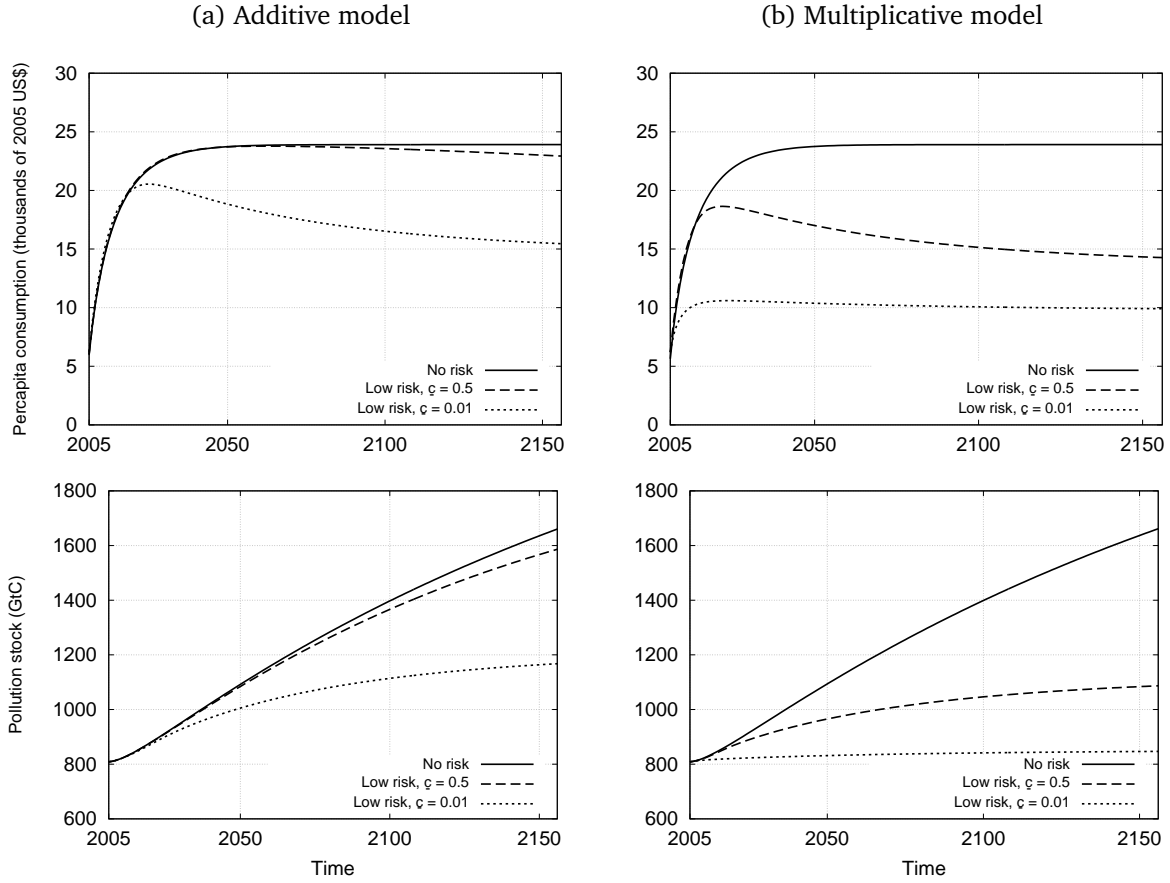 (a) Additive model
(b) Multiplicative model
Percapita consumption (thousands of 2005 US$)
30
25
20
15
10
5
0
2005 2050 2100 2150
No risk
Low risk, c̱ = 0.5
Low risk, c̱ = 0.01
30
25
20
15
10
5
0
2005 2050 2100 2150
No risk
Low risk, c̱ = 0.5
Low risk, c̱ = 0.01
Pollution stock (GtC)
1800
1600
1400
1200
1000
800
600
2005 2050 2100 2150
Time
No risk
Low risk, c̱ = 0.5
Low risk, c̱ = 0.01
1800
1600
1400
1200
1000
800
600
2005 2050 2100 2150
Time
No risk
Low risk, c̱ = 0.5
Low risk, c̱ = 0.01